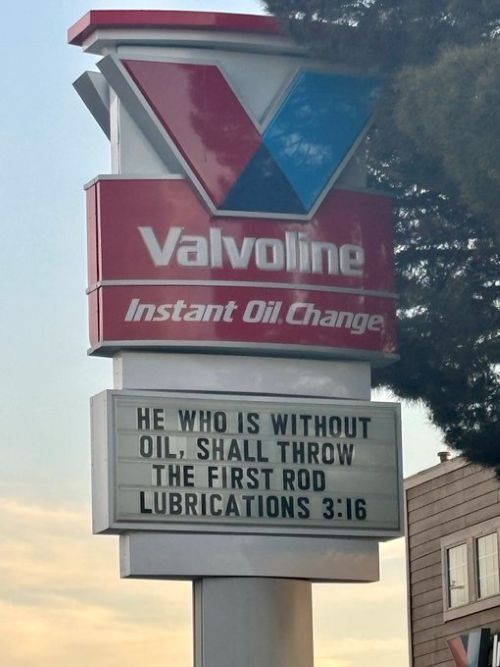 Valvoline
Instant Oil Change
HE WHO IS WITHOUT
OIL, SHALL THROW
THE FIRST ROD
LUBRICATIONS 3:16